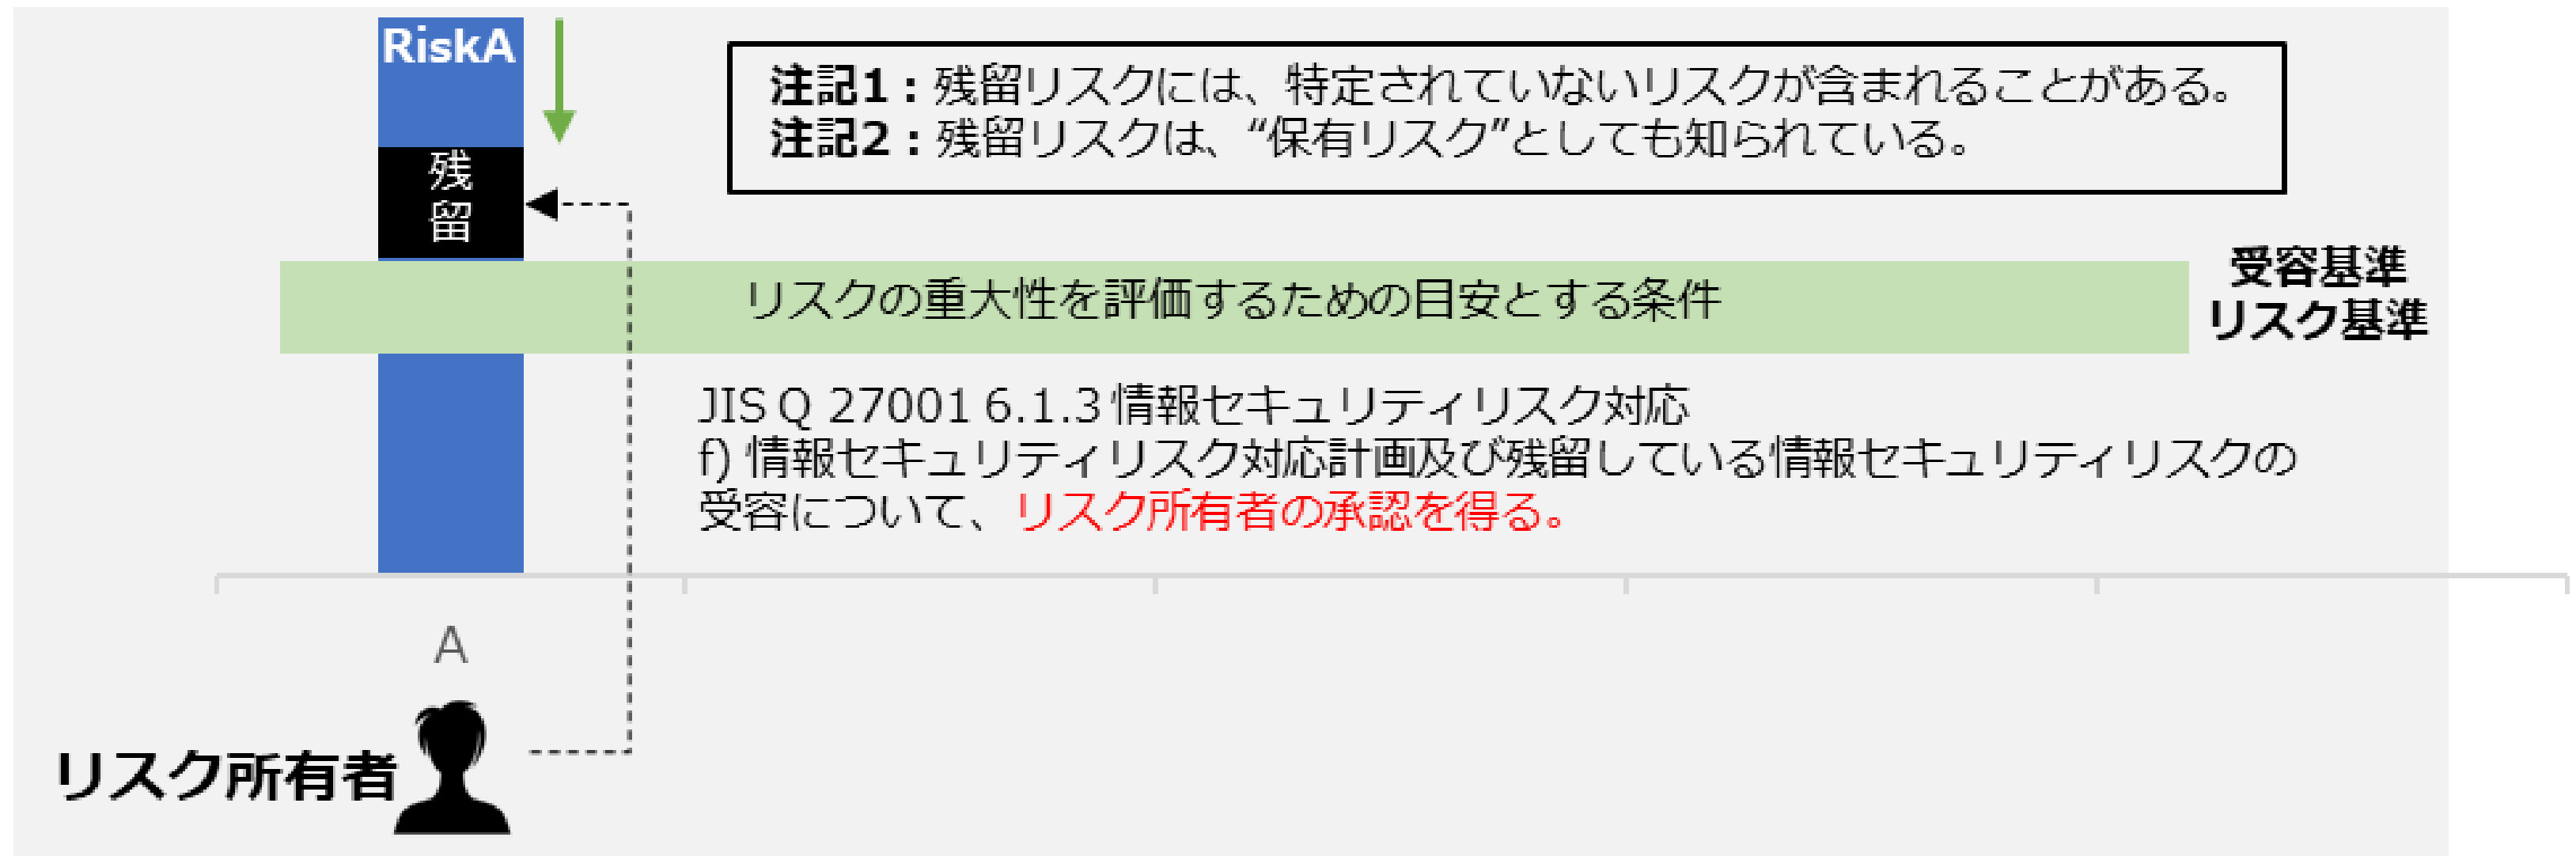 RiskA
注記1：残留リスクには、特定されていないリスクが含まれることがある。
注記2：残留リスクは、“保有リスク”としても知られている。
残
留
受容基準
リスク基準
リスクの重大性を評価するための目安とする条件
JIS Q 27001 6.1.3 情報セキュリティリスク対応
f) 情報セキュリティリスク対応計画及び残留している情報セキュリティリスクの
受容について、リスク所有者の承認を得る。
A
リスク所有者